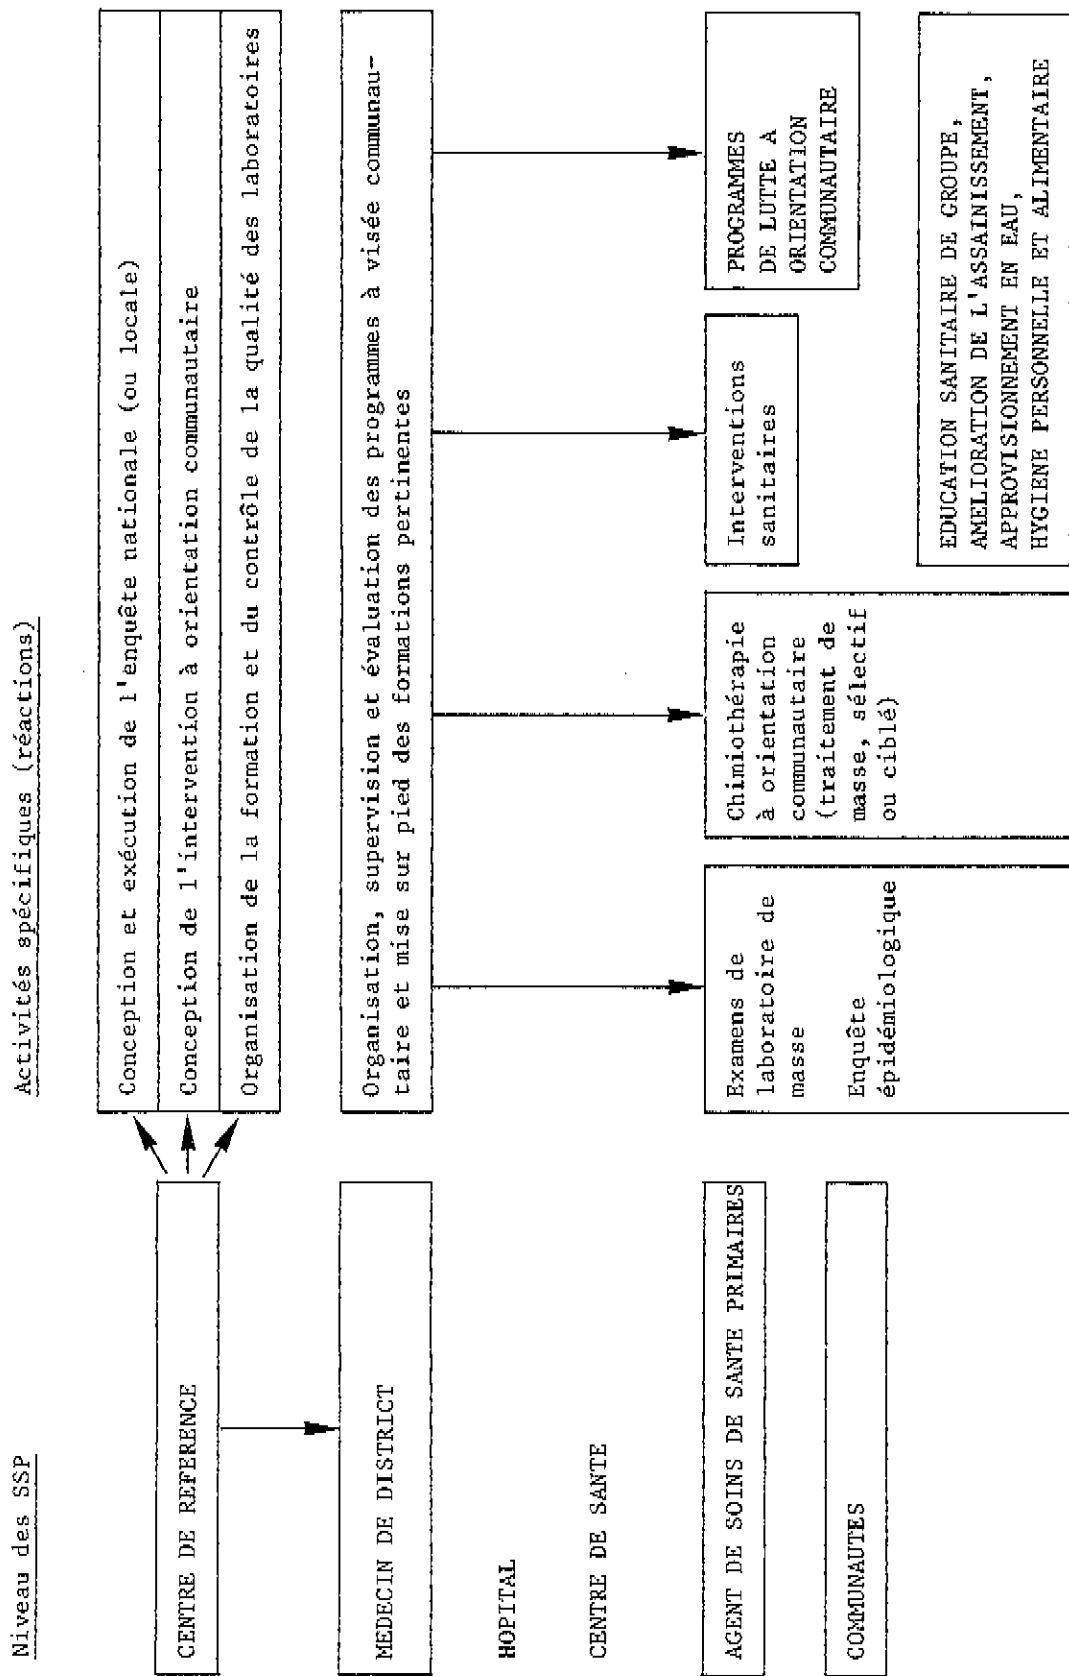 Niveau des SSP
Activités spécifiques (réactions)
CENTRE DE REFERENCE
Conception et exécution de l'enquête nationale (ou locale)
Conception de l'intervention à orientation communautaire
Organisation de la formation et du contrôle de la qualité des laboratoires
MEDECIN DE DISTRICT
Organisation, supervision et évaluation des programmes à visée communau-
taire et mise sur pied des formations pertinentes
HOPITAL
CENTRE DE SANTE
AGENT DE SOINS DE SANTE PRIMAIRES
Examens de
laboratoire de
masse
Enquête
épidémiologique
Chimiothérapie
à orientation
communautaire
(traitement de
masse, sélectif
ou ciblé)
Interventions
sanitaires
PROGRAMMES
DE LUTTE A
ORIENTATION
COMMUNAUTAIRE
COMMUNAUTES
EDUCATION SANITAIRE DE GROUPE,
AMELIORATION DE L'ASSAINISSEMENT,
APPROVISIONNEMENT EN EAU,
HYGIENE PERSONNELLE ET ALIMENTAIRE